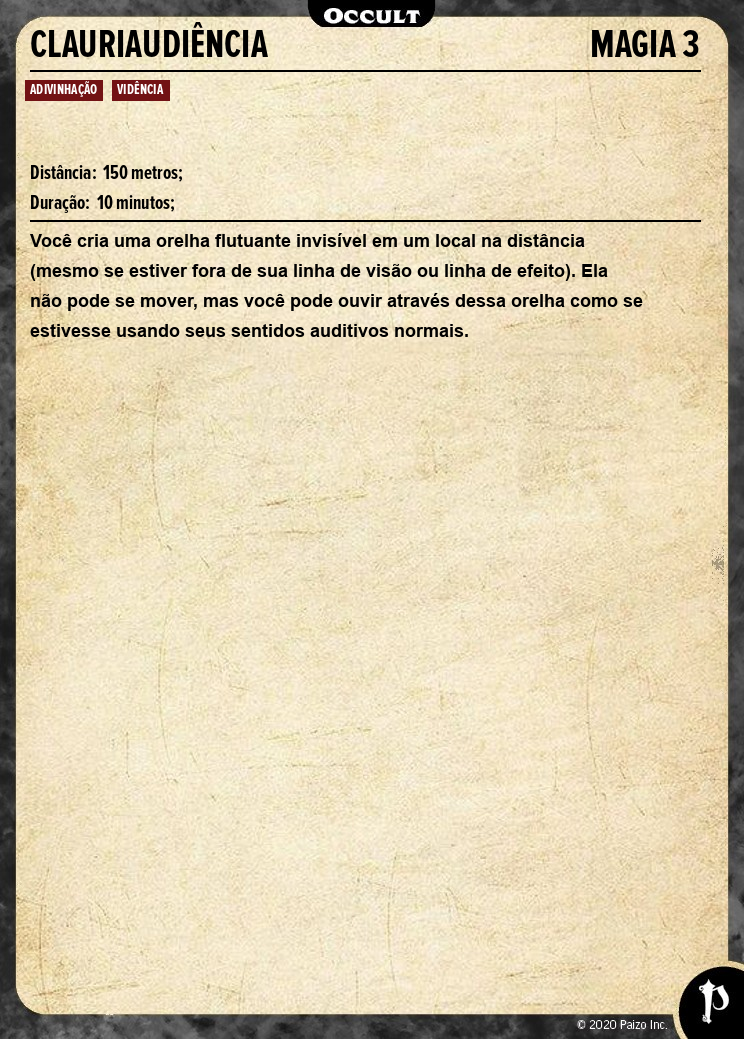 Occult
CLAURIAUDIÊNCIA MAGIA 3
ADIVINHAÇÃO VIDÊNCIA
Distância: 150 metros;
Duração: 10 minutos;
Você cria uma orelha flutuante invisível em um local na distância
(mesmo se estiver fora de sua linha de visão ou linha de efeito). Ela
não pode se mover, mas você pode ouvir através dessa orelha como se
estivesse usando seus sentidos auditivos normais.
© 2020 Paizo Inc.
P